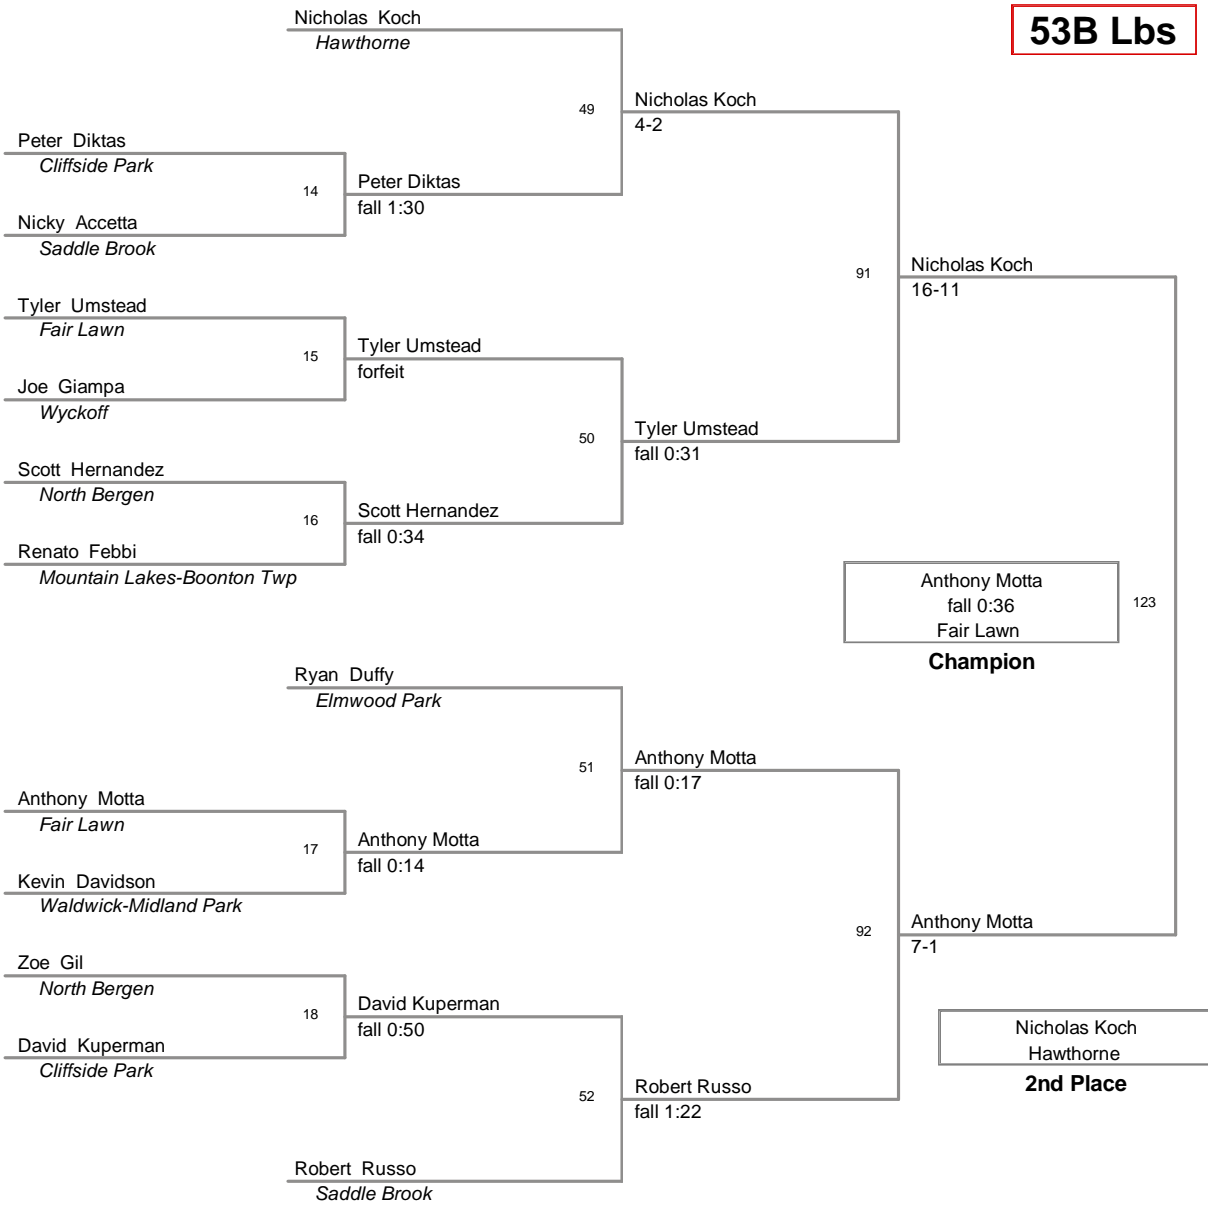 Nicholas Koch
Hawthorne
53B Lbs
49
Nicholas Koch
4-2
Peter Diktas
Cliffside Park
14
Peter Diktas
fall 1:30
Nicky Accetta
Saddle Brook
91
Nicholas Koch
16-11
Tyler Umstead
Fair Lawn
15
Tyler Umstead
forfeit
Joe Giampa
Wyckoff
50
Tyler Umstead
fall 0:31
Scott Hernandez
North Bergen
16
Scott Hernandez
fall 0:34
Renato Febbi
Mountain Lakes-Boonton Twp
Anthony Motta
fall 0:36
Fair Lawn
123
Champion
Ryan Duffy
Elmwood Park
51
Anthony Motta
fall 0:17
Anthony Motta
Fair Lawn
17
Anthony Motta
fall 0:14
Kevin Davidson
Waldwick-Midland Park
92
Anthony Motta
7-1
Zoe Gil
North Bergen
18
David Kuperman
fall 0:50
David Kuperman
Cliffside Park
Nicholas Koch
Hawthorne
2nd Place
52
Robert Russo
fall 1:22
Robert Russo
Saddle Brook